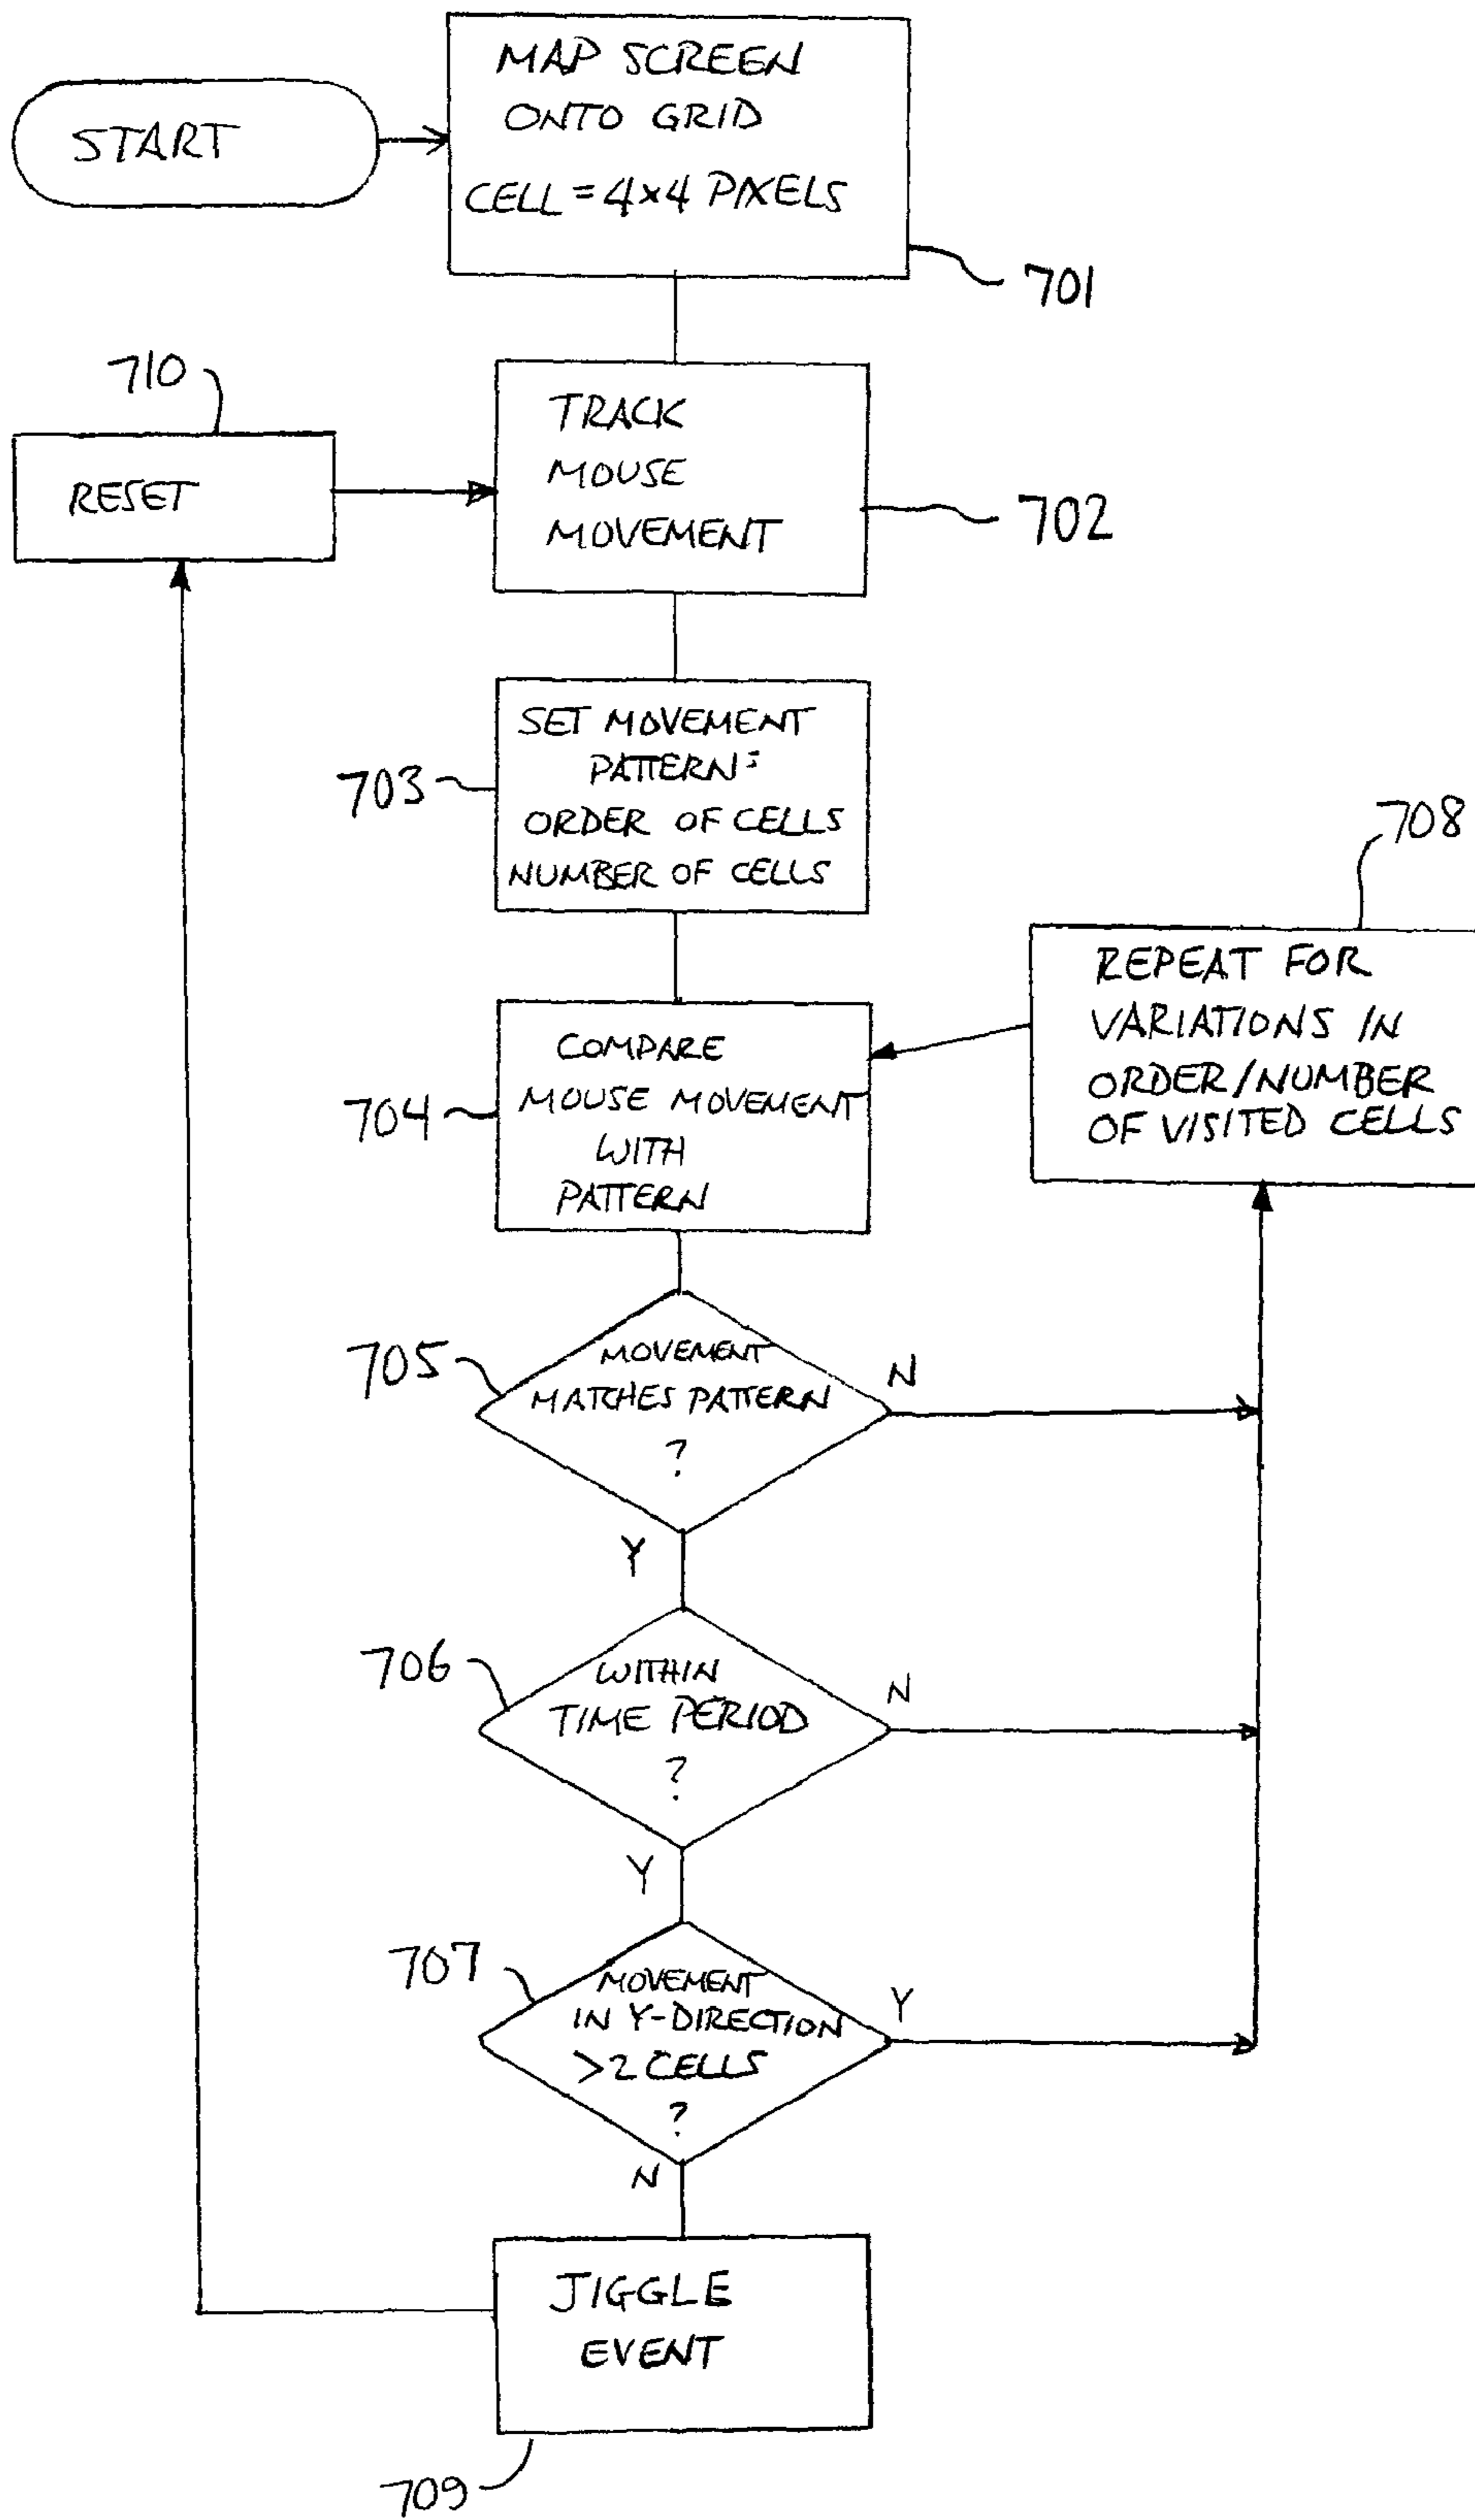 START
MAP SCREEN
ONTO GRID
CELL = 4x4 PIXELS
701
710
RESET
TRACK
MOUSE
MOVEMENT
702
SET MOVEMENT
PATTERN:
ORDER OF CELLS
NUMBER OF CELLS
703
708
REPEAT FOR
VARIATIONS IN
ORDER/NUMBER
OF VISITED CELLS
COMPARE
MOUSE MOVEMENT
WITH
PATTERN
704
705
MOVEMENT
MATCHES PATTERN
?
N
Y
706
WITHIN
TIME PERIOD
?
N
Y
707
MOVEMENT
IN Y-DIRECTION
>2 CELLS
?
Y
N
JIGGLE
EVENT
709